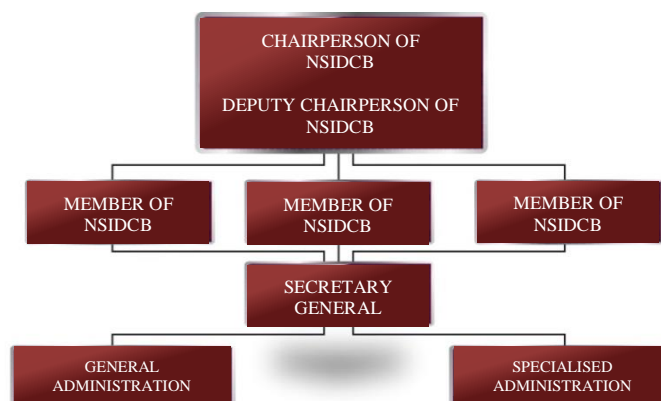 CHAIRPERSON OF
NSIDCB
DEPUTY CHAIRPERSON OF
NSIDCB
MEMBER OF
NSIDCB
MEMBER OF
NSIDCB
MEMBER OF
NSIDCB
SECRETARY
GENERAL
GENERAL
ADMINISTRATION
SPECIALISED
ADMINISTRATION